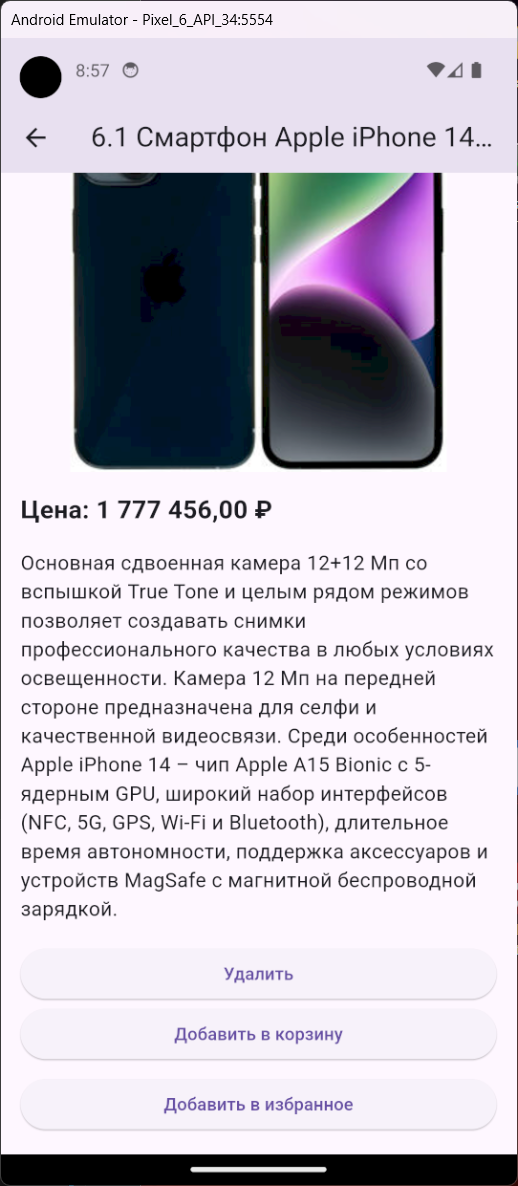 Android Emulator - Pixel_6_API_34:5554
8:57
6.1 Смартфон Apple iPhone 14...
Цена: 1 777 456,00 ₽
Основная сдвоенная камера 12+12 Мп со
вспышкой True Tone и целым рядом режимов
позволяет создавать снимки
профессионального качества в любых условиях
освещенности. Камера 12 Мп на передней
стороне предназначена для селфи и
качественной видеосвязи. Среди особенностей
Apple iPhone 14 – чип Apple A15 Bionic с 5-
ядерным GPU, широкий набор интерфейсов
(NFC, 5G, GPS, Wi-Fi и Bluetooth), длительное
время автономности, поддержка аксессуаров и
устройств MagSafe с магнитной беспроводной
зарядкой.
Удалить
Добавить в корзину
Добавить в избранное